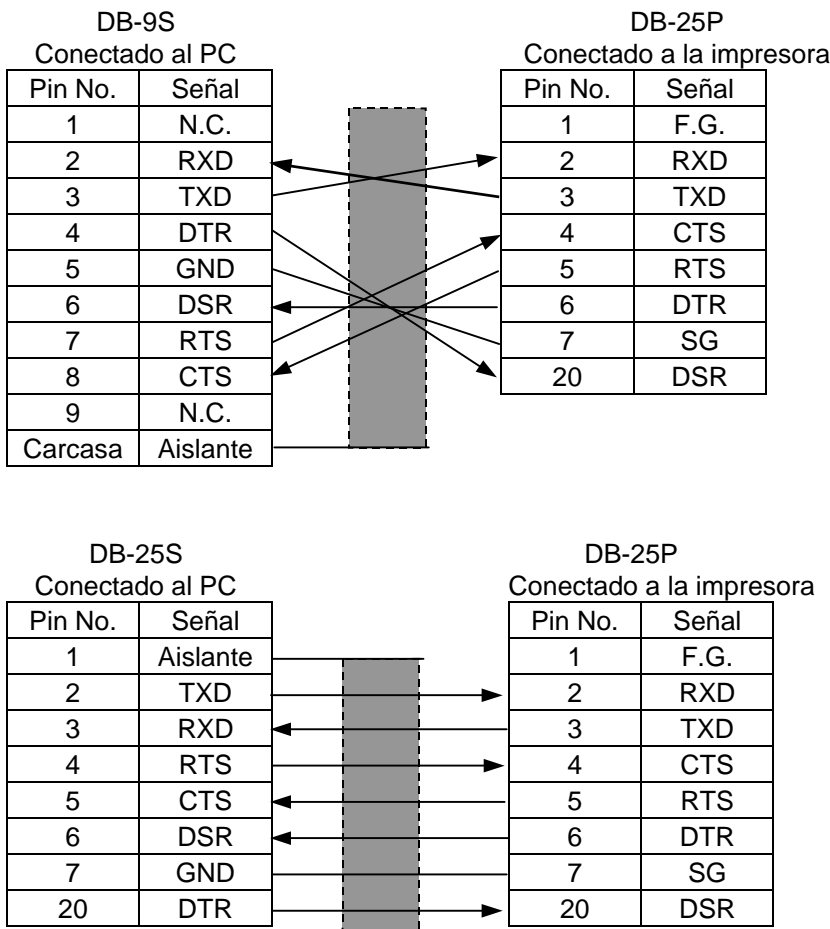 DB-9S DB-25P
Conectado al PC Conectado a la impresora
Pin No. Señal Pin No. Señal
1 N.C. 1 F.G.
2 RXD 2 RXD
3 TXD 3 TXD
4 DTR 4 CTS
5 GND 5 RTS
6 DSR 6 DTR
7 RTS 7 SG
8 CTS 20 DSR
9 N.C.
Carcasa Aislante
DB-25S DB-25P
Conectado al PC Conectado a la impresora
Pin No. Señal Pin No. Señal
1 Aislante 1 F.G.
2 TXD 2 RXD
3 RXD 3 TXD
4 RTS 4 CTS
5 CTS 5 RTS
6 DSR 6 DTR
7 GND 7 SG
20 DTR 20 DSR